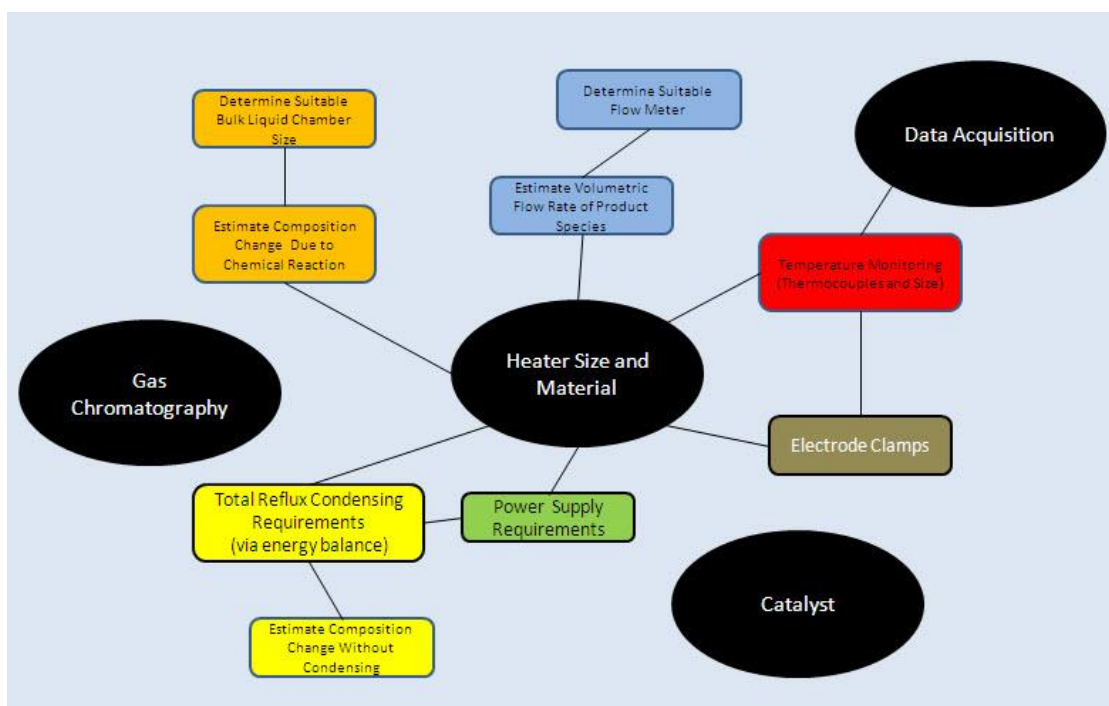 Determine Suitable
Bulk Liquid Chamber
Size
Determine Suitable
Flow Meter
Data Acquisition
Estimate Volumetric
Flow Rate of Product
Species
Estimate Composition
Change Due to
Chemical Reaction
Temperature Monitoring
(Thermocouples and Size)
Heater Size and
Material
Gas
Chromatography
Electrode Clamps
Total Reflux Condensing
Requirements
(via energy balance)
Power Supply
Requirements
Catalyst
Estimate Composition
Change Without
Condensing